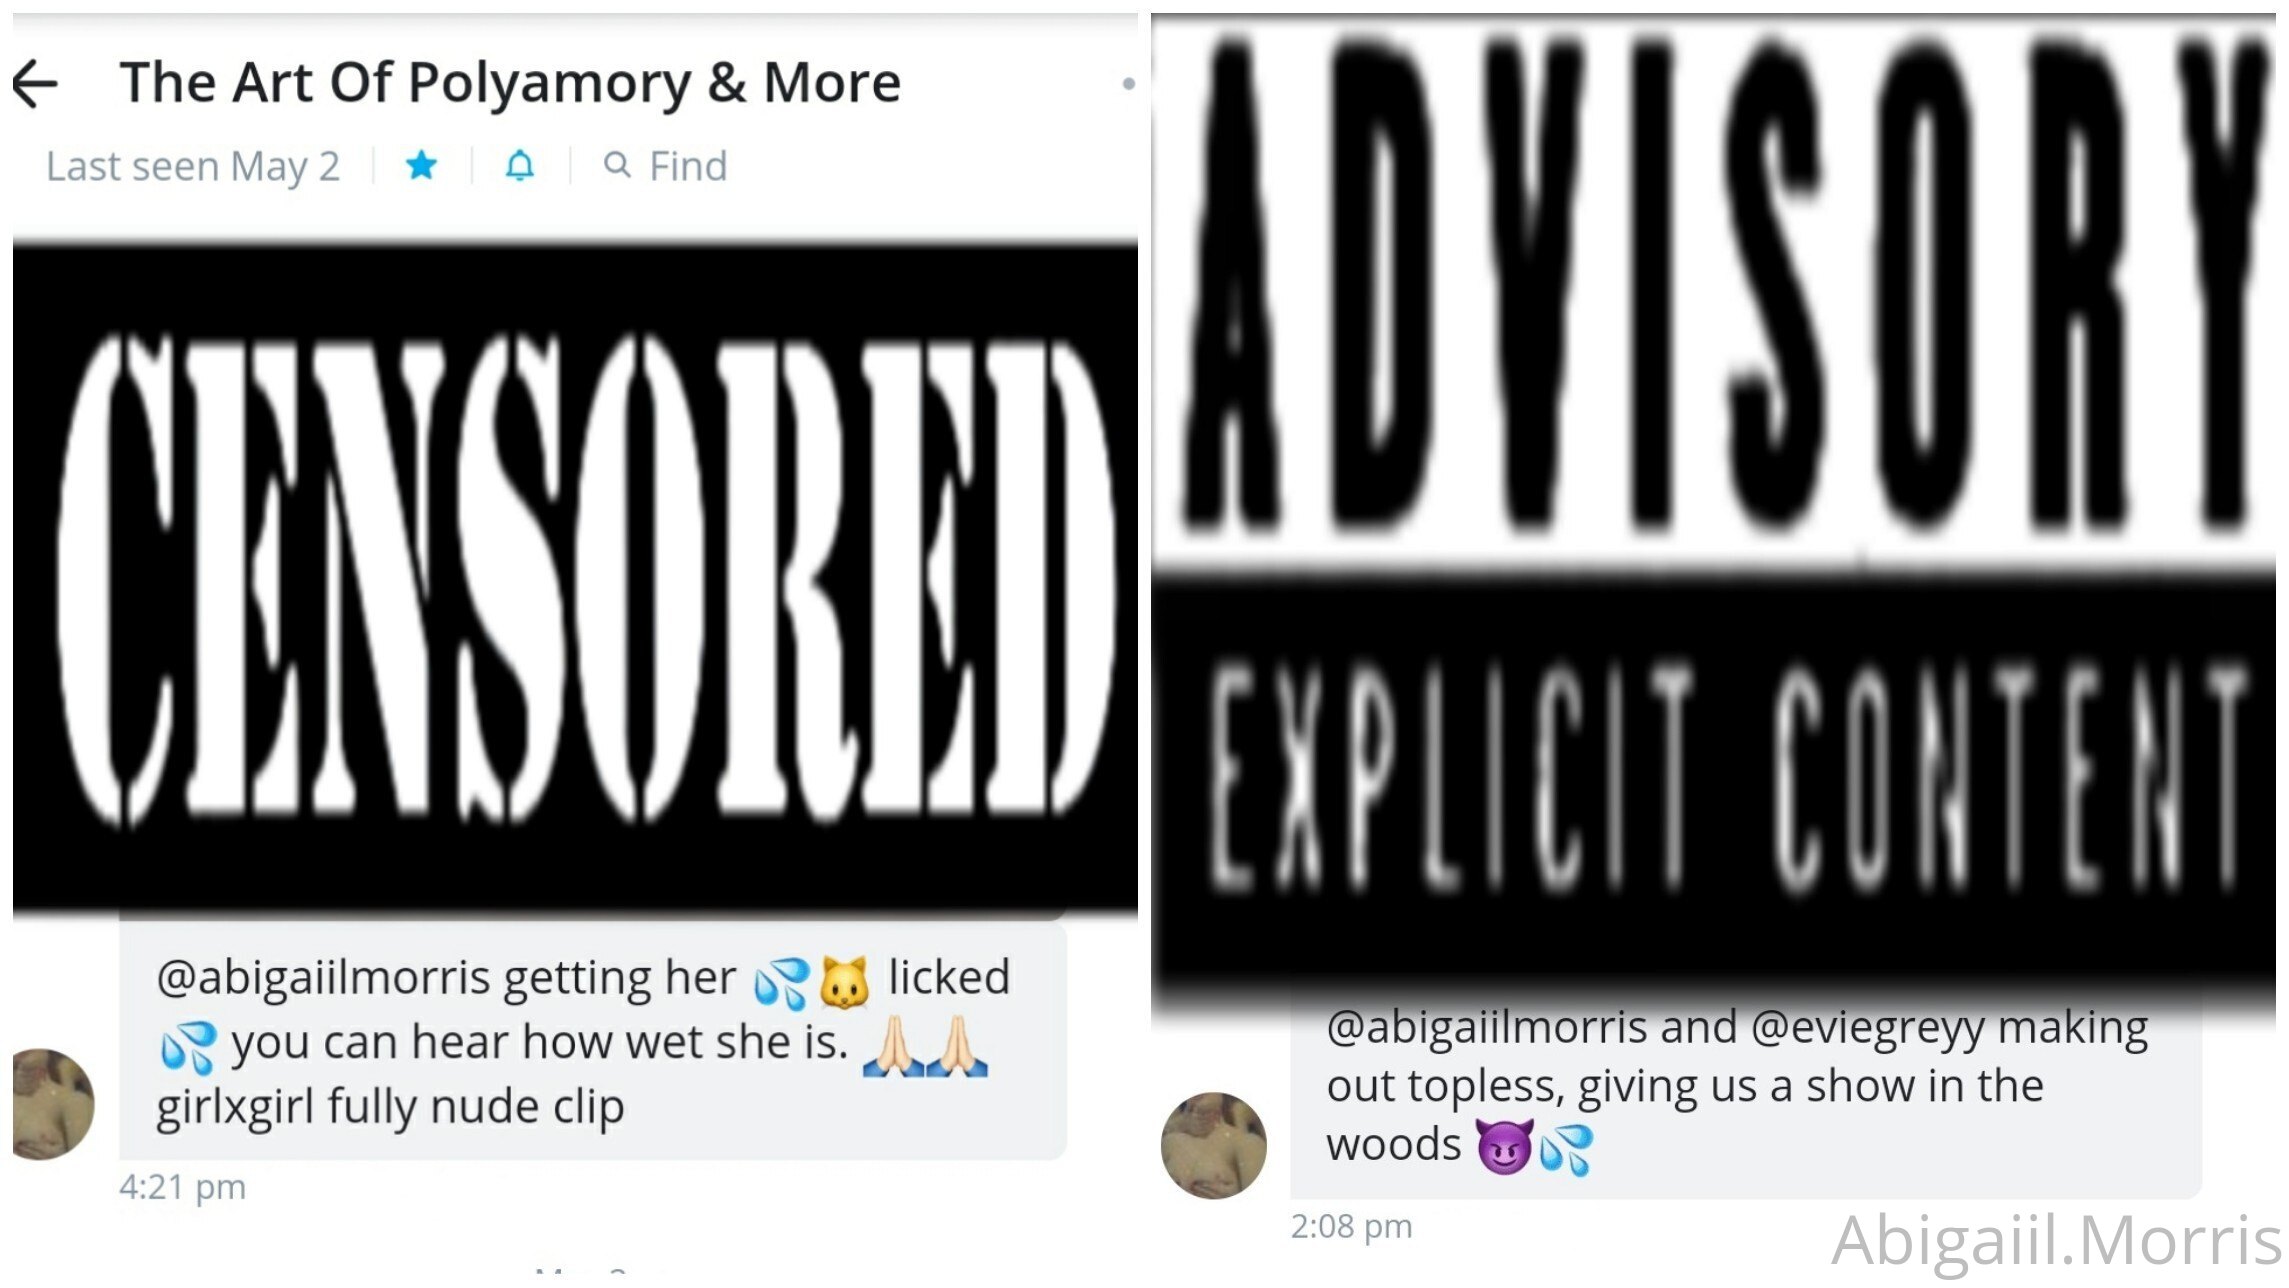 The Art Of Polyamory & More
Last seen May 2
Find
CENSORED
@abigaiilmorris getting her 💦🐱 licked
💦 you can hear how wet she is. 🙏🏻🙏🏻
girlxgirl fully nude clip
4:21 pm
ADVISORY
EXPLICIT CONTENT
@abigaiilmorris and @eviegreyy making
out topless, giving us a show in the
woods 😈💦
2:08 pm
Abigaiil.Morris